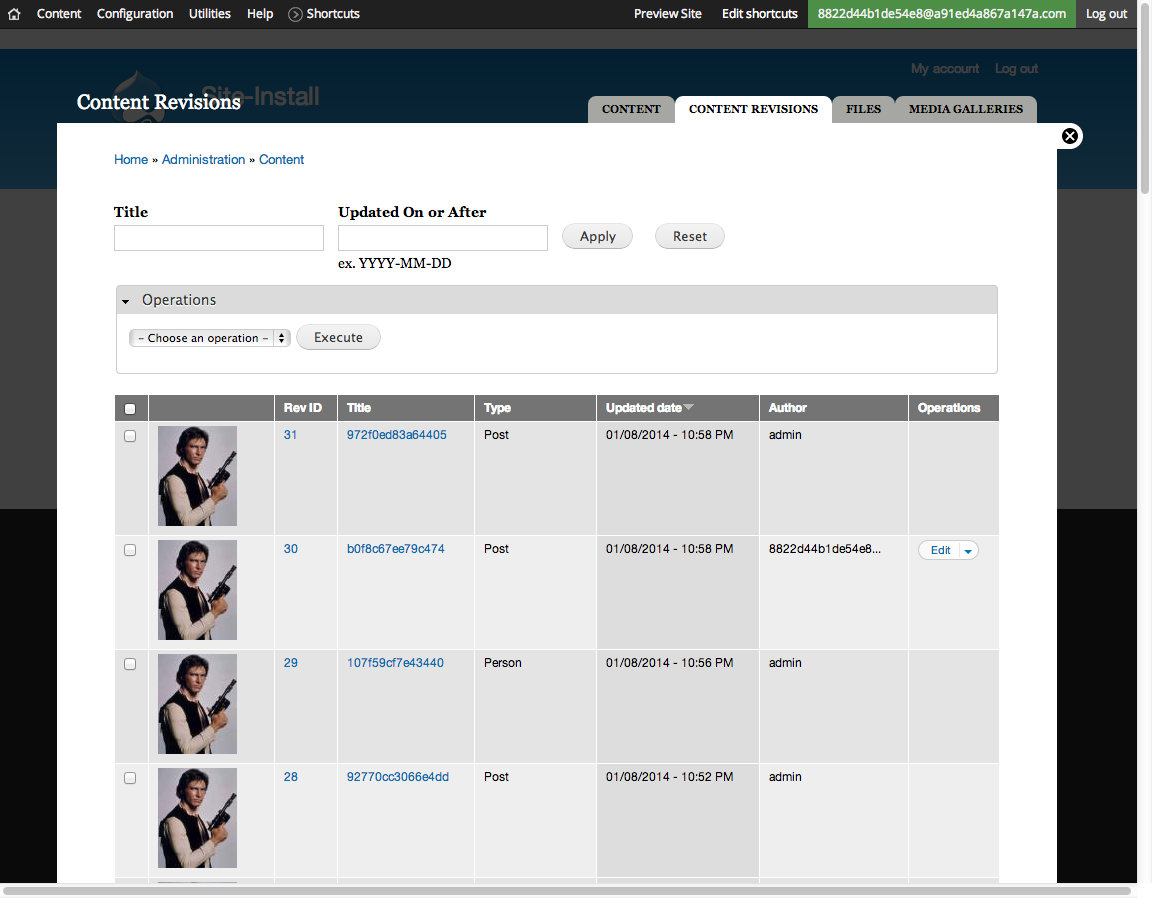 Content Configuration Utilities Help Shortcuts Preview Site Edit shortcuts 8822d44b1de54e8@a91ed4a867a147a.com Log out
My account Log out
Site-Install
Content Revisions
CONTENT CONTENT REVISIONS FILES MEDIA GALLERIES
Home » Administration » Content
Title Updated On or After
Apply Reset
ex. YYYY-MM-DD
Operations
– Choose an operation – Execute
Rev ID Title Type Updated date Author Operations
31 972f0ed83a64405 Post 01/08/2014 - 10:58 PM admin
30 b0f8c67ee79c474 Post 01/08/2014 - 10:58 PM 8822d44b1de54e8... Edit
29 107f59cf7e43440 Person 01/08/2014 - 10:56 PM admin
28 92770cc3066e4dd Post 01/08/2014 - 10:52 PM admin